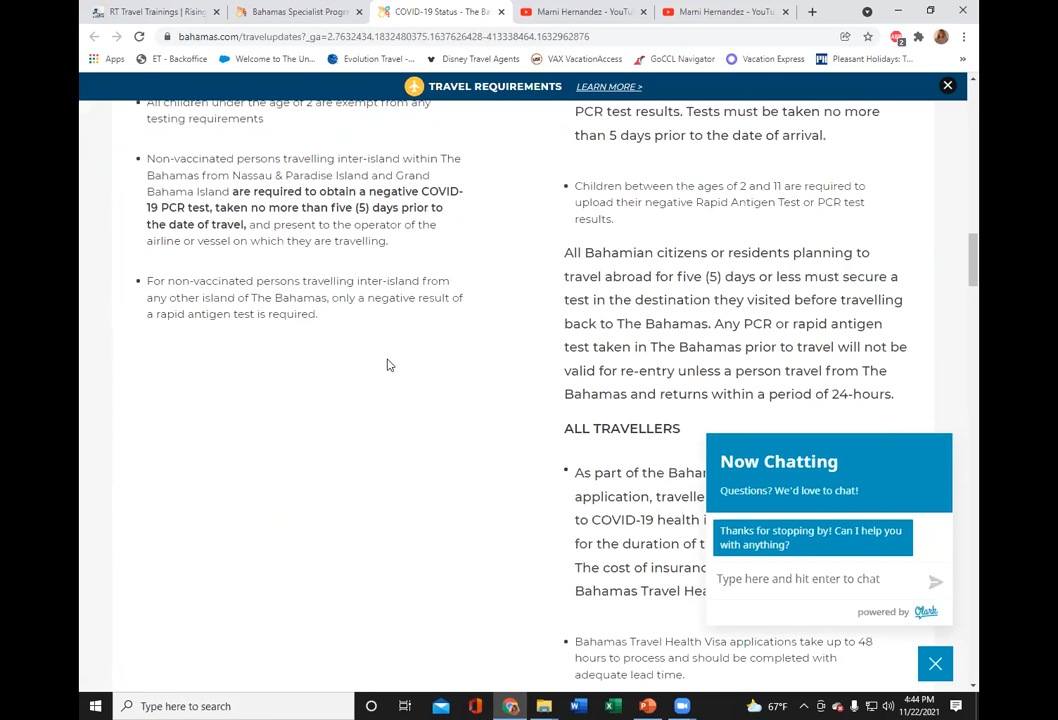 RT Travel Trainings | Rising
Bahamas Specialist Progre
COVID-19 Status - The Ba
Marni Hernandez - YouTu
Marni Hernandez - YouTu
bahamas.com/travelupdates?_ga=2.7632434.1832480375.1637626428-413338464.1632962876
Apps
ET - Backoffice
Welcome to The Un...
Evolution Travel -...
Disney Travel Agents
VAX VacationAccess
GoCCL Navigator
Vacation Express
Pleasant Holidays: T...
TRAVEL REQUIREMENTS LEARN MORE >
All children under the age of 2 are exempt from any
testing requirements
Non-vaccinated persons travelling inter-island within The
Bahamas from Nassau & Paradise Island and Grand
Bahama Island are required to obtain a negative COVID-
19 PCR test, taken no more than five (5) days prior to
the date of travel, and present to the operator of the
airline or vessel on which they are travelling.
For non-vaccinated persons travelling inter-island from
any other island of The Bahamas, only a negative result of
a rapid antigen test is required.
PCR test results. Tests must be taken no more
than 5 days prior to the date of arrival.
Children between the ages of 2 and 11 are required to
upload their negative Rapid Antigen Test or PCR test
results.
All Bahamian citizens or residents planning to
travel abroad for five (5) days or less must secure a
test in the destination they visited before travelling
back to The Bahamas. Any PCR or rapid antigen
test taken in The Bahamas prior to travel will not be
valid for re-entry unless a person travel from The
Bahamas and returns within a period of 24-hours.
ALL TRAVELLERS
As part of the Baham
application, travelle
to COVID-19 health i
for the duration of t
The cost of insuranc
Bahamas Travel Hea
Bahamas Travel Health Visa applications take up to 48
hours to process and should be completed with
adequate lead time.
Now Chatting
Questions? We'd love to chat!
Thanks for stopping by! Can I help you
with anything?
Type here and hit enter to chat
powered by Olark
Type here to search
67°F
4:44 PM
11/22/2021